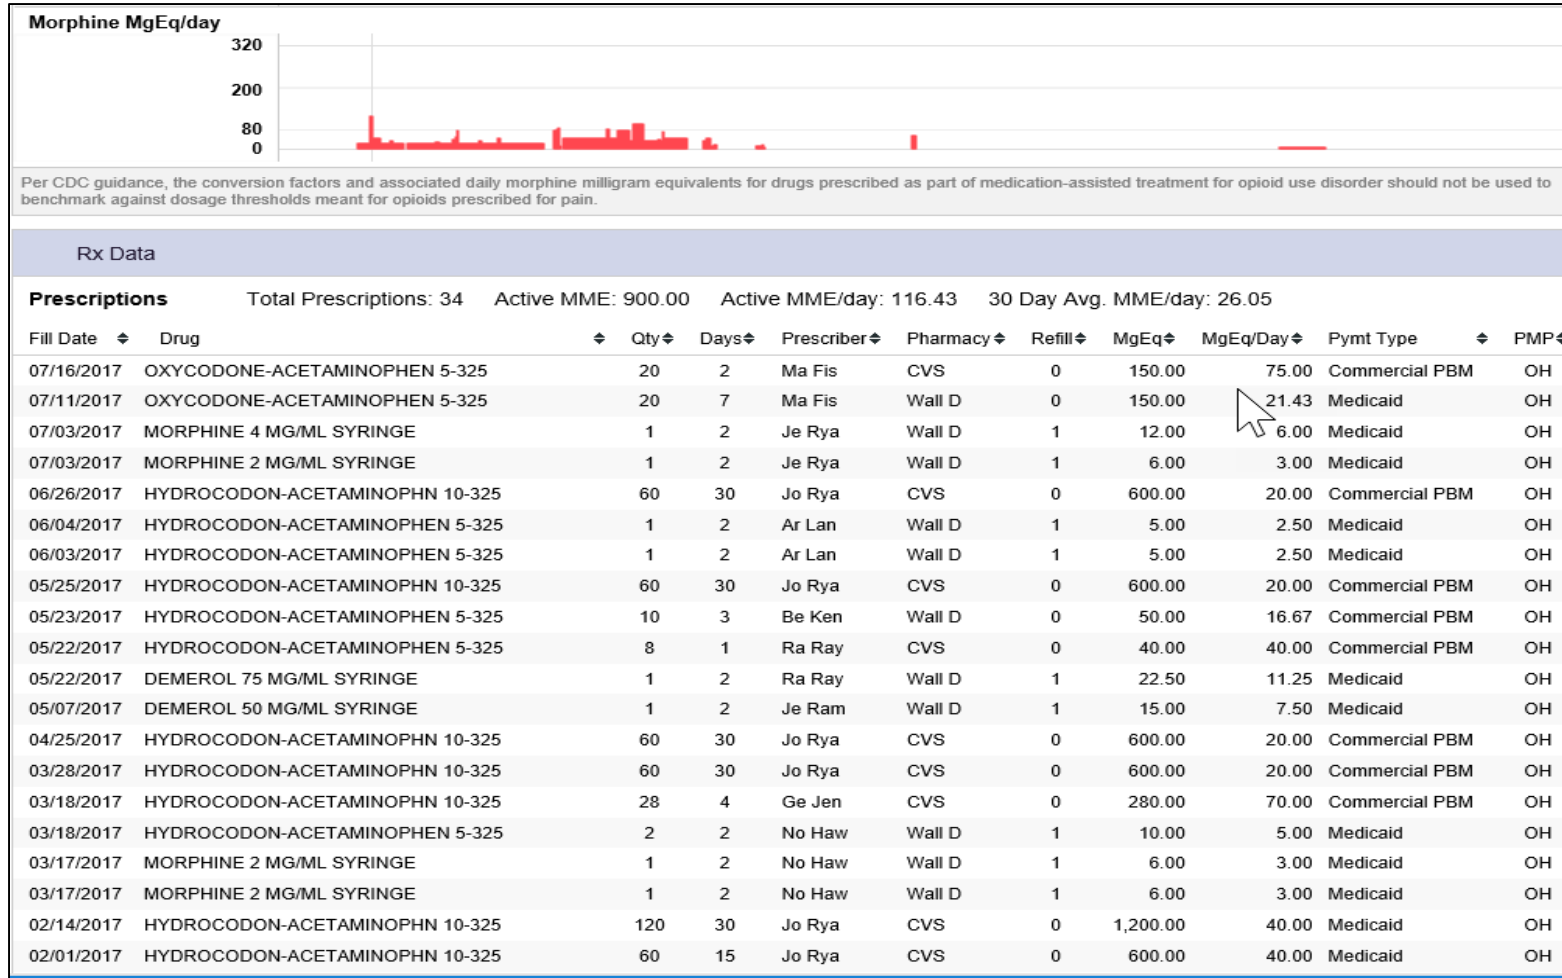 Morphine MgEq/day
320
200
80
0
Per CDC guidance, the conversion factors and associated daily morphine milligram equivalents for drugs prescribed as part of medication-assisted treatment for opioid use disorder should not be used to
benchmark against dosage thresholds meant for opioids prescribed for pain.
Rx Data
Prescriptions Total Prescriptions: 34 Active MME: 900.00 Active MME/day: 116.43 30 Day Avg. MME/day: 26.05
Fill Date Drug Qty Days Prescriber Pharmacy Refill MgEq MgEq/Day Pymt Type PMP
07/16/2017 OXYCODONE-ACETAMINOPHEN 5-325 20 2 Ma Fis CVS 0 150.00 75.00 Commercial PBM OH
07/11/2017 OXYCODONE-ACETAMINOPHEN 5-325 20 7 Ma Fis Wall D 0 150.00 21.43 Medicaid OH
07/03/2017 MORPHINE 4 MG/ML SYRINGE 1 2 Je Rya Wall D 1 12.00 6.00 Medicaid OH
07/03/2017 MORPHINE 2 MG/ML SYRINGE 1 2 Je Rya Wall D 1 6.00 3.00 Medicaid OH
06/26/2017 HYDROCODON-ACETAMINOPHN 10-325 60 30 Jo Rya CVS 0 600.00 20.00 Commercial PBM OH
06/04/2017 HYDROCODON-ACETAMINOPHEN 5-325 1 2 Ar Lan Wall D 1 5.00 2.50 Medicaid OH
06/03/2017 HYDROCODON-ACETAMINOPHEN 5-325 1 2 Ar Lan Wall D 1 5.00 2.50 Medicaid OH
05/25/2017 HYDROCODON-ACETAMINOPHN 10-325 60 30 Jo Rya CVS 0 600.00 20.00 Commercial PBM OH
05/23/2017 HYDROCODON-ACETAMINOPHEN 5-325 10 3 Be Ken Wall D 0 50.00 16.67 Commercial PBM OH
05/22/2017 HYDROCODON-ACETAMINOPHEN 5-325 8 1 Ra Ray CVS 0 40.00 40.00 Commercial PBM OH
05/22/2017 DEMEROL 75 MG/ML SYRINGE 1 2 Ra Ray Wall D 1 22.50 11.25 Medicaid OH
05/07/2017 DEMEROL 50 MG/ML SYRINGE 1 2 Je Ram Wall D 1 15.00 7.50 Medicaid OH
04/25/2017 HYDROCODON-ACETAMINOPHN 10-325 60 30 Jo Rya CVS 0 600.00 20.00 Commercial PBM OH
03/28/2017 HYDROCODON-ACETAMINOPHN 10-325 60 30 Jo Rya CVS 0 600.00 20.00 Commercial PBM OH
03/18/2017 HYDROCODON-ACETAMINOPHN 10-325 28 4 Ge Jen CVS 0 280.00 70.00 Commercial PBM OH
03/18/2017 HYDROCODON-ACETAMINOPHEN 5-325 2 2 No Haw Wall D 1 10.00 5.00 Medicaid OH
03/17/2017 MORPHINE 2 MG/ML SYRINGE 1 2 No Haw Wall D 1 6.00 3.00 Medicaid OH
03/17/2017 MORPHINE 2 MG/ML SYRINGE 1 2 No Haw Wall D 1 6.00 3.00 Medicaid OH
02/14/2017 HYDROCODON-ACETAMINOPHN 10-325 120 30 Jo Rya CVS 0 1,200.00 40.00 Medicaid OH
02/01/2017 HYDROCODON-ACETAMINOPHN 10-325 60 15 Jo Rya CVS 0 600.00 40.00 Medicaid OH